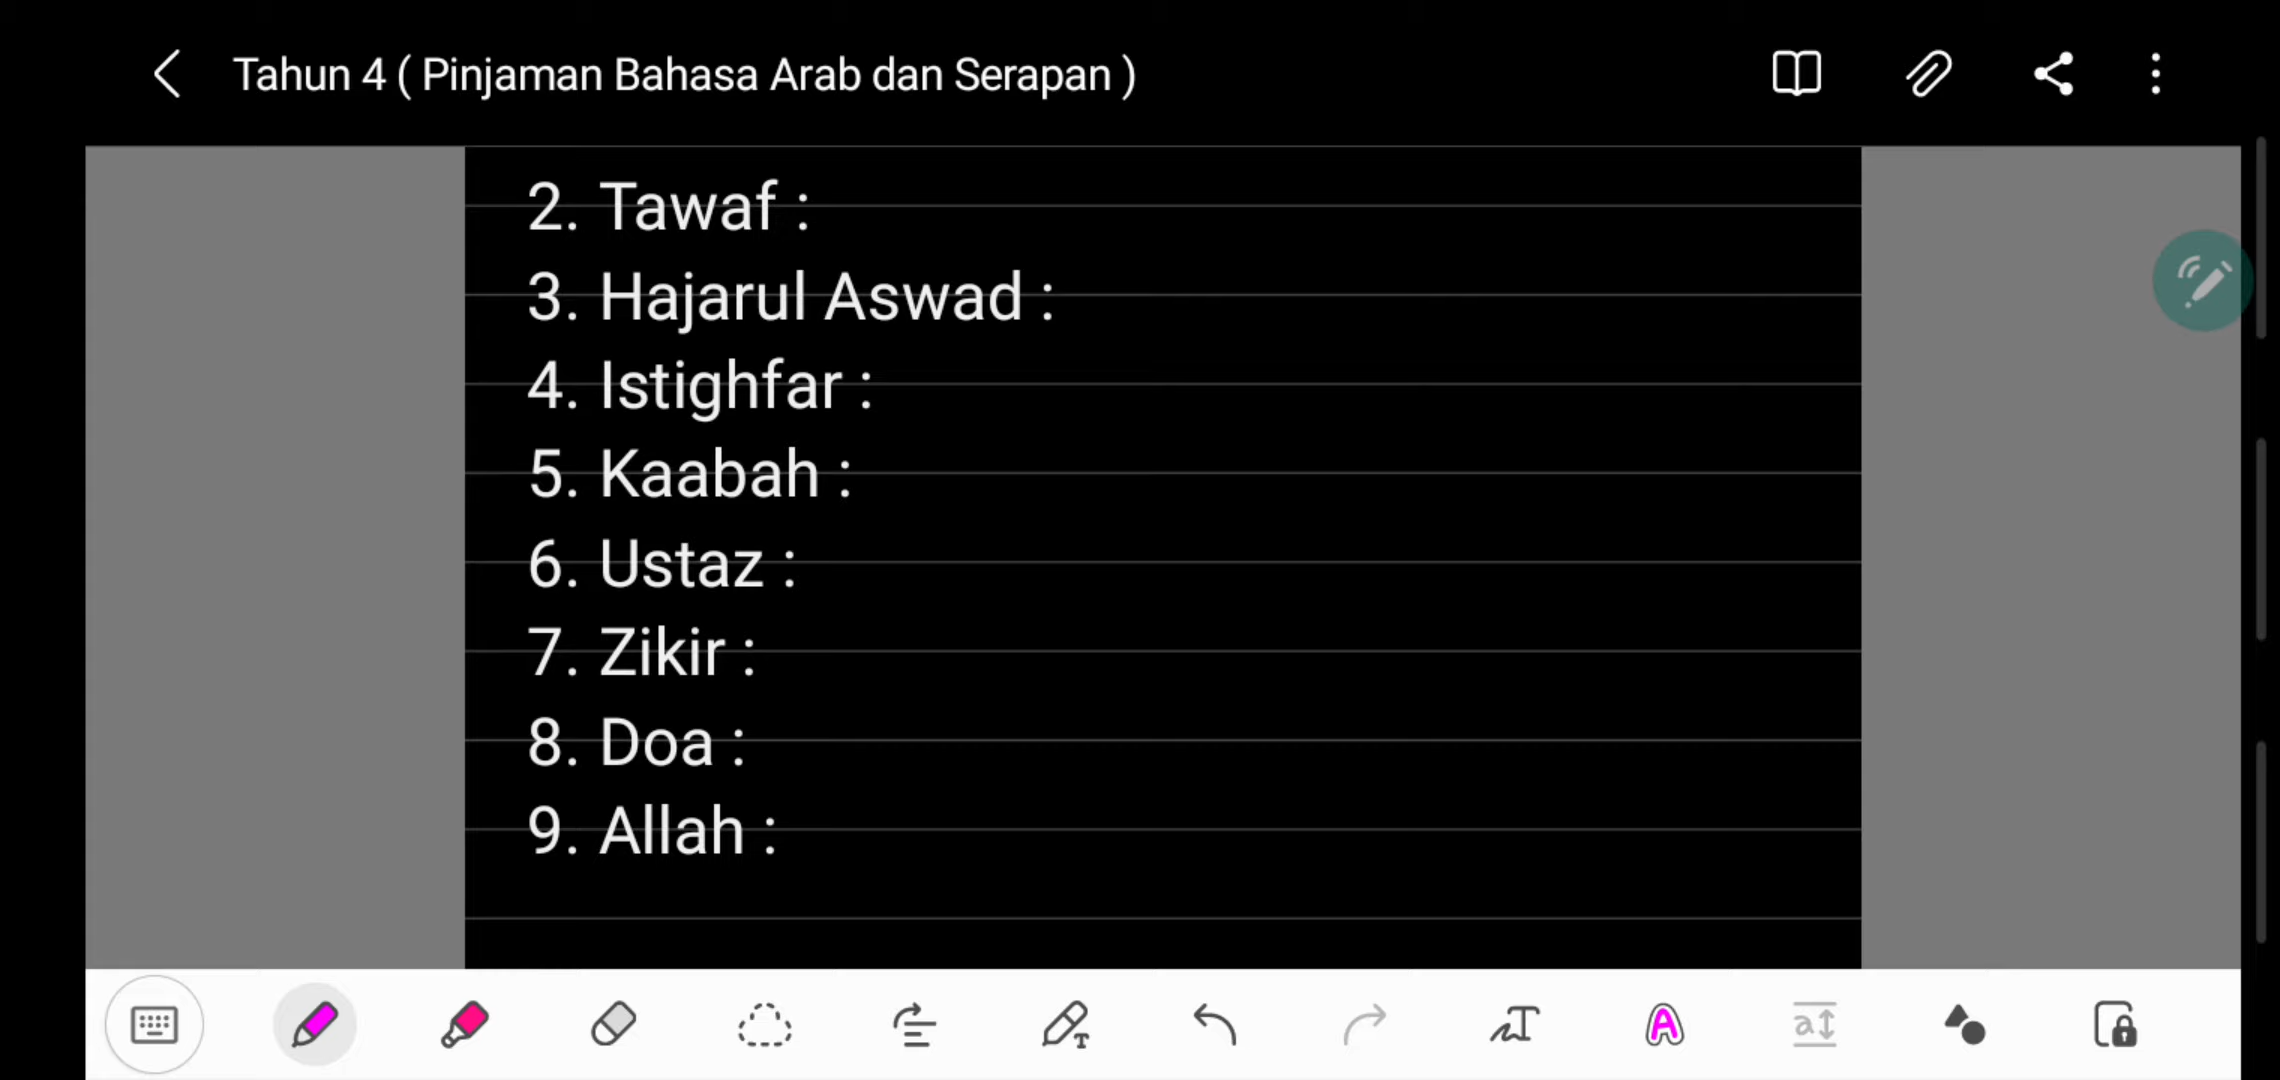 Tahun 4 ( Pinjaman Bahasa Arab dan Serapan )
2. Tawaf :
3. Hajarul Aswad :
4. Istighfar :
5. Kaabah :
6. Ustaz :
7. Zikir :
8. Doa :
9. Allah :